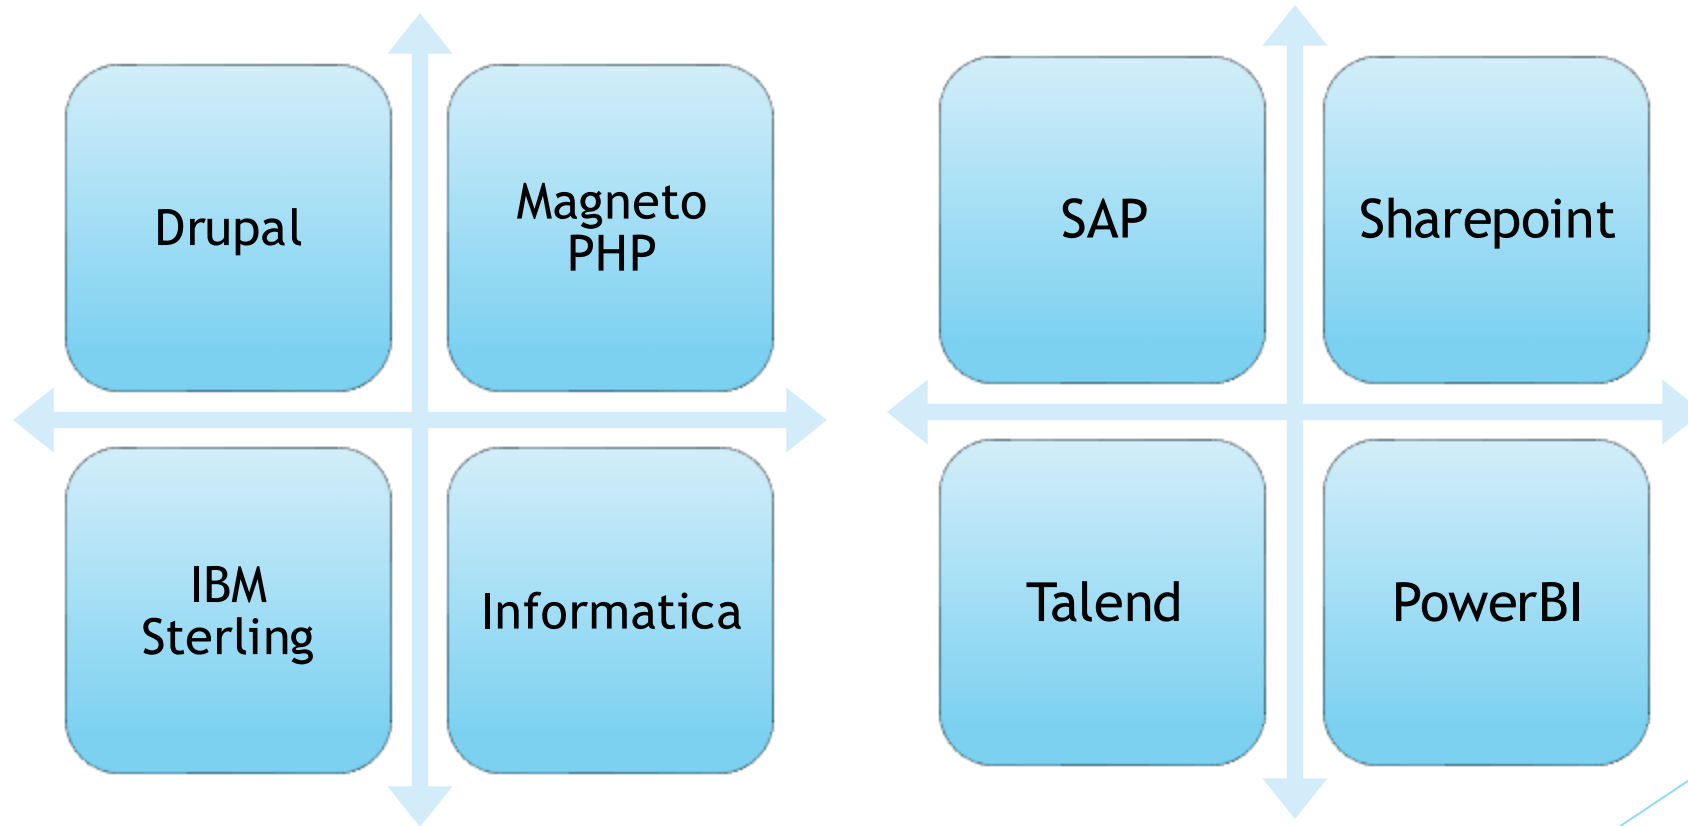 Drupal
Magneto
PHP
IBM
Sterling
Informatica
SAP
Sharepoint
Talend
PowerBI